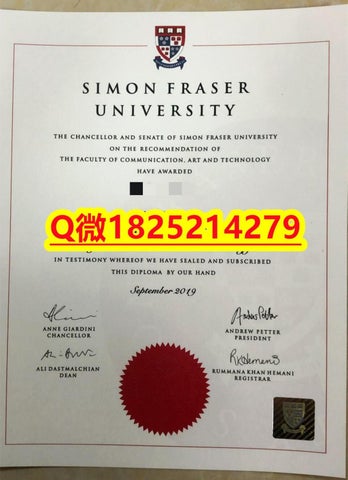 SIMON FRASER
UNIVERSITY
THE CHANCELLOR AND SENATE OF SIMON FRASER UNIVERSITY
ON THE RECOMMENDATION OF
THE FACULTY OF COMMUNICATION, ART AND TECHNOLOGY
HAVE AWARDED
Q微1825214279
IN TESTIMONY WHEREOF WE HAVE SEALED AND SUBSCRIBED
THIS DIPLOMA BY OUR HAND
September 2019
ANNE GIARDINI
CHANCELLOR
ANDREW PETTER
PRESIDENT
ALI DASTMALCHIAN
DEAN
RUMMANA KHAN HEMANI
REGISTRAR